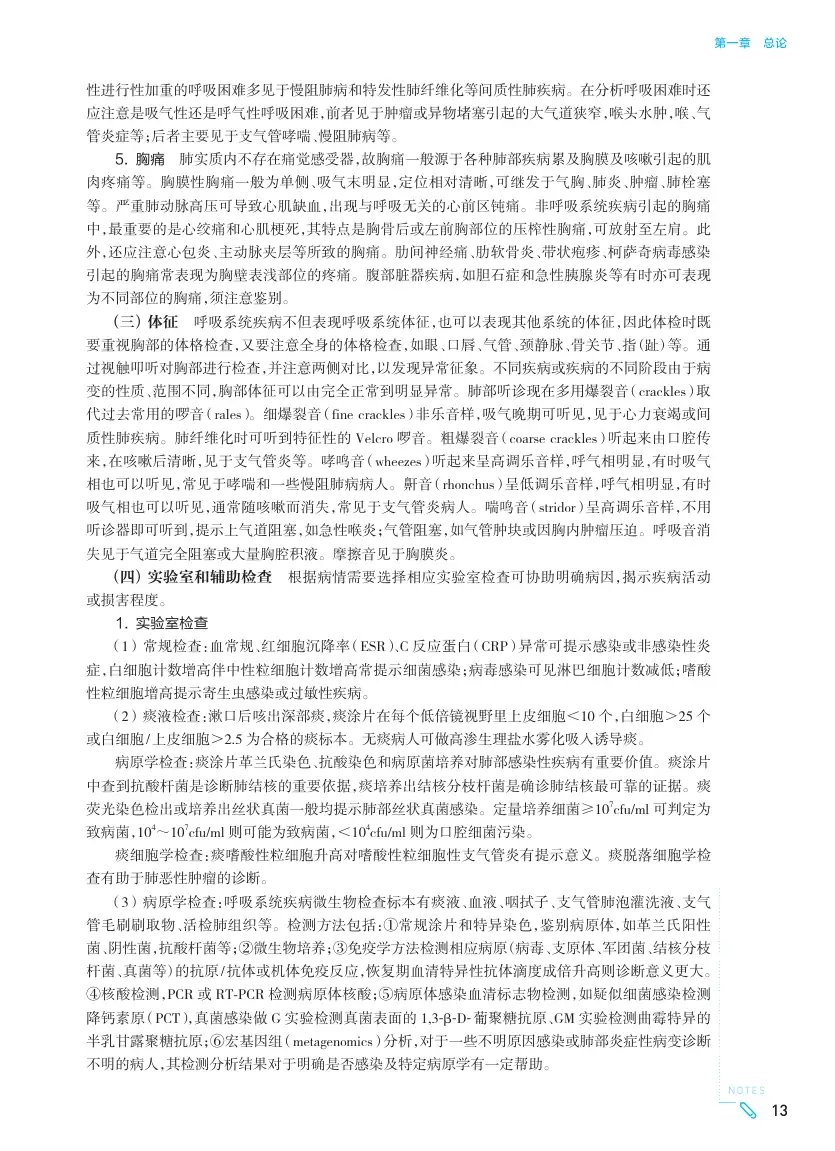 第一章　总论
性进行性加重的呼吸困难多见于慢阻肺病和特发性肺纤维化等间质性肺疾病。在分析呼吸困难时还
应注意是吸气性还是呼气性呼吸困难,前者见于肿瘤或异物堵塞引起的大气道狭窄,喉头水肿,喉、气
管炎症等;后者主要见于支气管哮喘、慢阻肺病等。
5. 胸痛　肺实质内不存在痛觉感受器,故胸痛一般源于各种肺部疾病累及胸膜及咳嗽引起的肌
肉疼痛等。胸膜性胸痛一般为单侧、吸气末明显,定位相对清晰,可继发于气胸、肺炎、肿瘤、肺栓塞
等。严重肺动脉高压可导致心肌缺血,出现与呼吸无关的心前区钝痛。非呼吸系统疾病引起的胸痛
中,最重要的是心绞痛和心肌梗死,其特点是胸骨后或左前胸部位的压榨性胸痛,可放射至左肩。此
外,还应注意心包炎、主动脉夹层等所致的胸痛。肋间神经痛、肋软骨炎、带状疱疹、柯萨奇病毒感染
引起的胸痛常表现为胸壁表浅部位的疼痛。腹部脏器疾病,如胆石症和急性胰腺炎等有时亦可表现
为不同部位的胸痛,须注意鉴别。
(三) 体征　呼吸系统疾病不但表现呼吸系统体征,也可以表现其他系统的体征,因此体检时既
要重视胸部的体格检查,又要注意全身的体格检查,如眼、口唇、气管、颈静脉、骨关节、指(趾)等。通
过视触叩听对胸部进行检查,并注意两侧对比,以发现异常征象。不同疾病或疾病的不同阶段由于病
变的性质、范围不同,胸部体征可以由完全正常到明显异常。肺部听诊现在多用爆裂音(crackles)取
代过去常用的啰音(rales)。细爆裂音(fine crackles)非乐音样,吸气晚期可听见,见于心力衰竭或间
质性肺疾病。肺纤维化时可听到特征性的 Velcro 啰音。粗爆裂音(coarse crackles)听起来由口腔传
来,在咳嗽后清晰,见于支气管炎等。哮鸣音(wheezes)听起来呈高调乐音样,呼气相明显,有时吸气
相也可以听见,常见于哮喘和一些慢阻肺病病人。鼾音(rhonchus)呈低调乐音样,呼气相明显,有时
吸气相也可以听见,通常随咳嗽而消失,常见于支气管炎病人。喘鸣音(stridor)呈高调乐音样,不用
听诊器即可听到,提示上气道阻塞,如急性喉炎;气管阻塞,如气管肿块或因胸内肿瘤压迫。呼吸音消
失见于气道完全阻塞或大量胸腔积液。摩擦音见于胸膜炎。
(四) 实验室和辅助检查　根据病情需要选择相应实验室检查可协助明确病因,揭示疾病活动
或损害程度。
1. 实验室检查
(1) 常规检查:血常规、红细胞沉降率(ESR)、C 反应蛋白(CRP)异常可提示感染或非感染性炎
症,白细胞计数增高伴中性粒细胞计数增高常提示细菌感染;病毒感染可见淋巴细胞计数减低;嗜酸
性粒细胞增高提示寄生虫感染或过敏性疾病。
(2) 痰液检查:漱口后咳出深部痰,痰涂片在每个低倍镜视野里上皮细胞<10 个,白细胞>25 个
或白细胞/上皮细胞>2.5 为合格的痰标本。无痰病人可做高渗生理盐水雾化吸入诱导痰。
病原学检查:痰涂片革兰氏染色、抗酸染色和病原菌培养对肺部感染性疾病有重要价值。痰涂片
中查到抗酸杆菌是诊断肺结核的重要依据,痰培养出结核分枝杆菌是确诊肺结核最可靠的证据。痰
荧光染色检出或培养出丝状真菌一般均提示肺部丝状真菌感染。定量培养细菌≥10⁷cfu/ml 可判定为
致病菌,10⁴～10⁷cfu/ml 则可能为致病菌,<10⁴cfu/ml 则为口腔细菌污染。
痰细胞学检查:痰嗜酸性粒细胞升高对嗜酸性粒细胞性支气管炎有提示意义。痰脱落细胞学检
查有助于肺恶性肿瘤的诊断。
(3) 病原学检查:呼吸系统疾病微生物检查标本有痰液、血液、咽拭子、支气管肺泡灌洗液、支气
管毛刷刷取物、活检肺组织等。检测方法包括:①常规涂片和特异染色,鉴别病原体,如革兰氏阳性
菌、阴性菌,抗酸杆菌等;②微生物培养;③免疫学方法检测相应病原(病毒、支原体、军团菌、结核分枝
杆菌、真菌等)的抗原/抗体或机体免疫反应,恢复期血清特异性抗体滴度成倍升高则诊断意义更大。
④核酸检测,PCR 或 RT-PCR 检测病原体核酸;⑤病原体感染血清标志物检测,如疑似细菌感染检测
降钙素原(PCT),真菌感染做 G 实验检测真菌表面的 1,3-β-D-葡聚糖抗原、GM 实验检测曲霉特异的
半乳甘露聚糖抗原;⑥宏基因组(metagenomics)分析,对于一些不明原因感染或肺部炎症性病变诊断
不明的病人,其检测分析结果对于明确是否感染及特定病原学有一定帮助。
NOTES
13